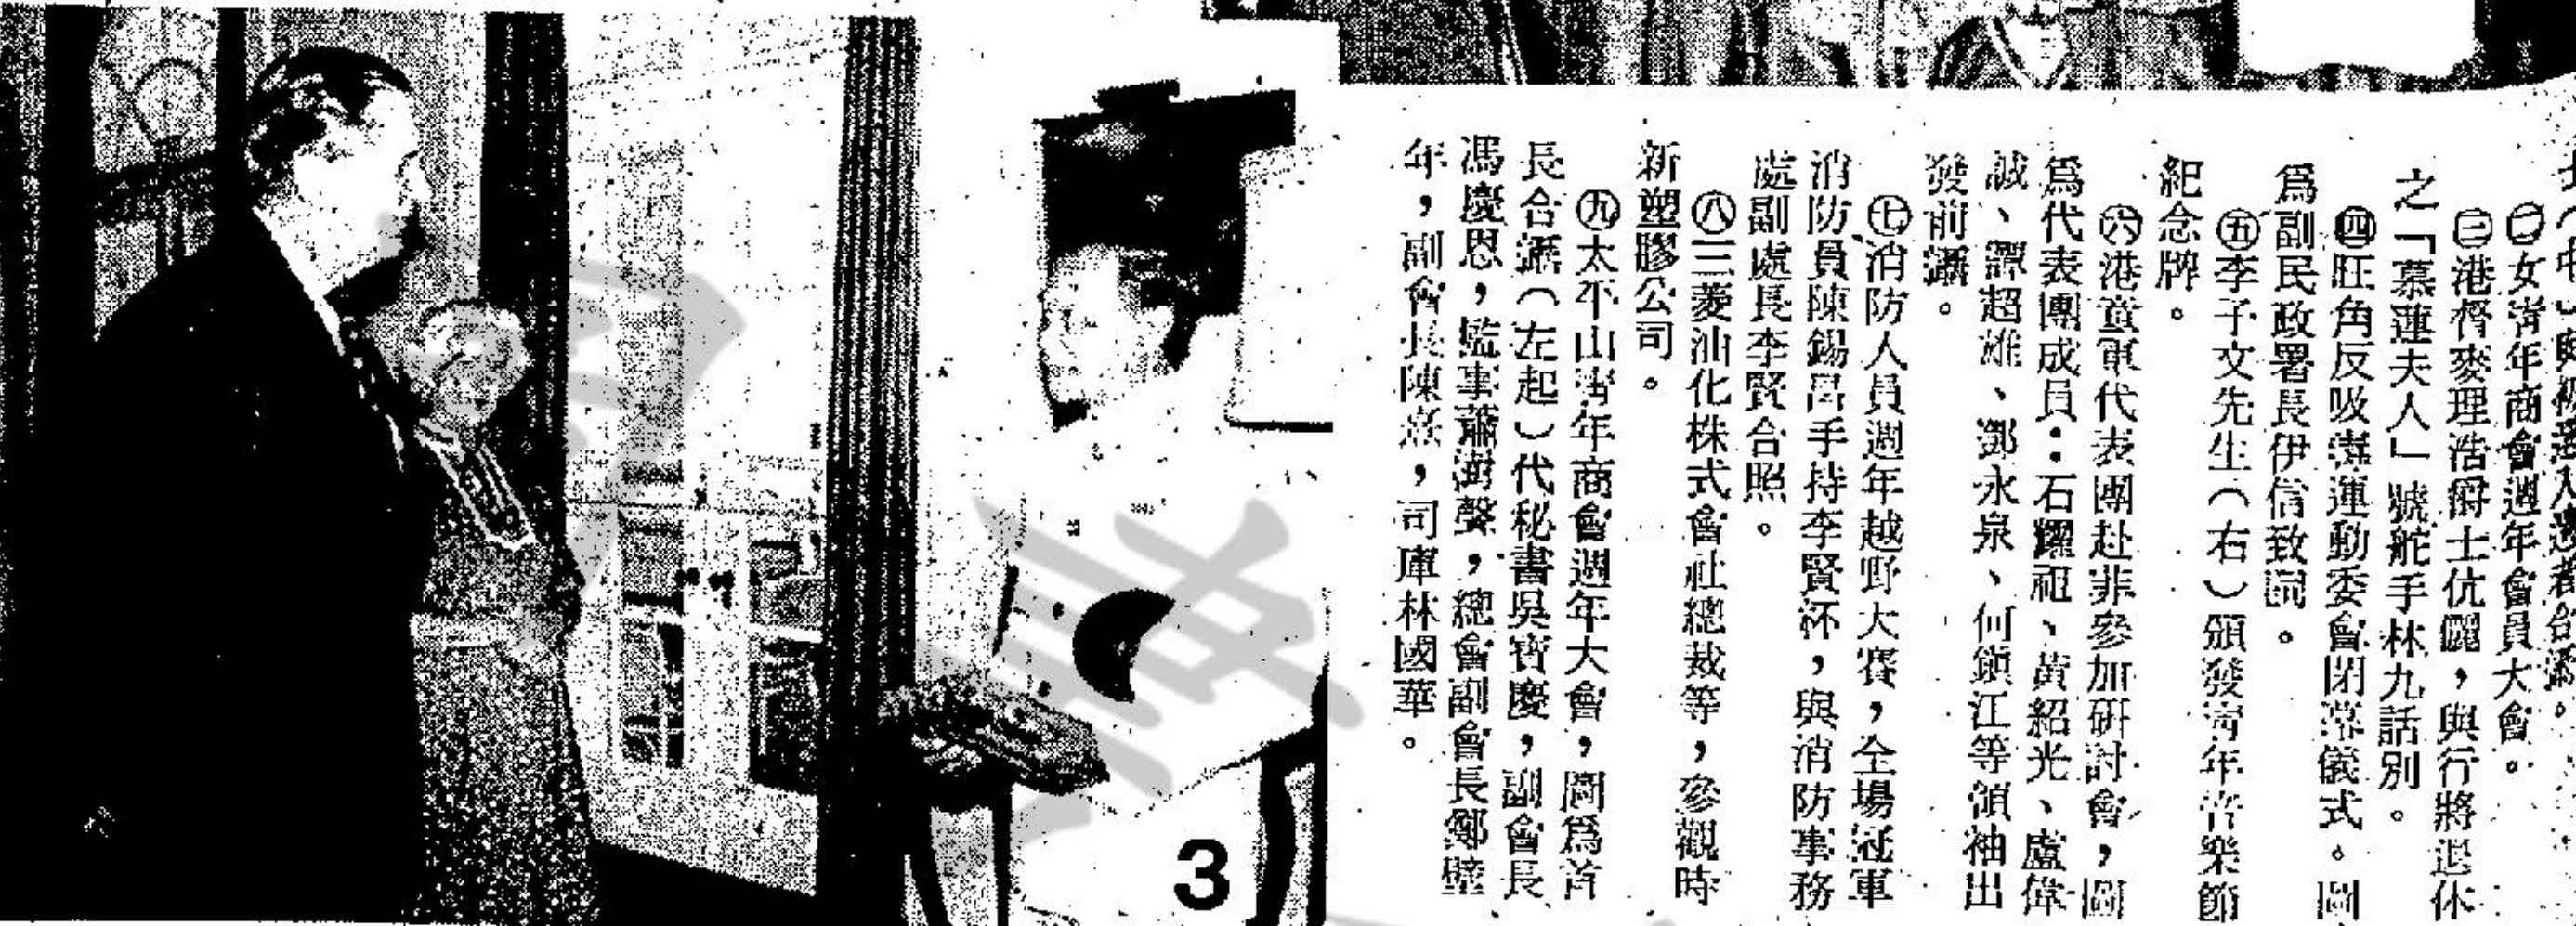 ㊁女青年商會週年會員大會。
㊂港督麥理浩爵士伉儷,與行將退休
之「慕蓮夫人」號舵手林九話別。
㊃旺角反吸毒運動委會閉幕儀式。圖
爲副民政署長伊信致詞。
㊄李子文先生(右)頒發青年音樂節
紀念牌。
㊅港童軍代表團赴菲參加硏討會,圖
爲代表團成員:石耀祖、黃紹光、盧偉
誠、譚超雄、鄧永泉、何鎮江等領袖出
發前攝。
㊆消防人員週年越野大賽,全場冠軍
消防員陳錫昌手持李賢杯,與消防事務
處副處長李賢合照。
㊇三菱油化株式會社總裁等,參觀時
新塑膠公司。
㊈太平山青年商會週年大會,圖爲首
長合攝(左起)代秘書吳寶慶,副會長
馮慶恩,監事蕭澍聲,總會副會長鄭壁
年,副會長陳熹,司庫林國華。
3